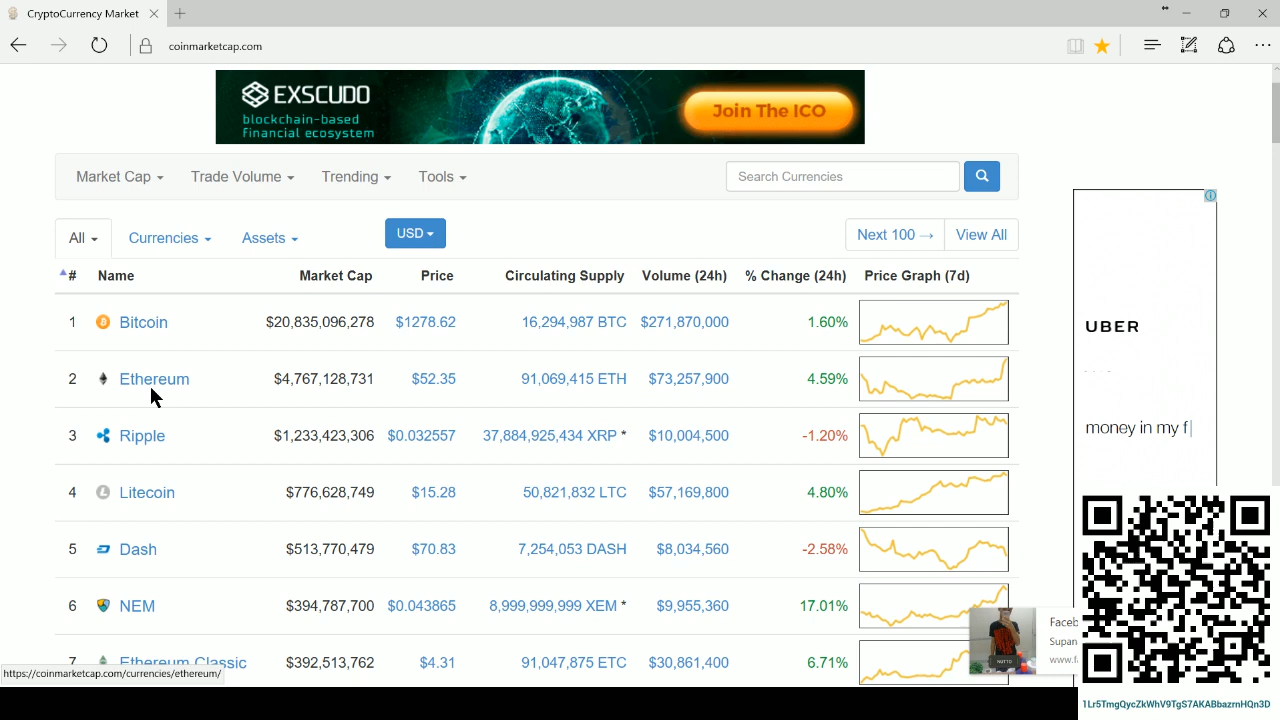 CryptoCurrency Market
coinmarketcap.com
EXSCUDO
blockchain-based
financial ecosystem
Join The ICO
Market Cap Trade Volume Trending Tools
Search Currencies
All Currencies Assets USD Next 100 → View All
# Name Market Cap Price Circulating Supply Volume (24h) % Change (24h) Price Graph (7d)
1 Bitcoin $20,835,096,278 $1278.62 16,294,987 BTC $271,870,000 1.60%
2 Ethereum $4,767,128,731 $52.35 91,069,415 ETH $73,257,900 4.59%
3 Ripple $1,233,423,306 $0.032557 37,884,925,434 XRP * $10,004,500 -1.20%
4 Litecoin $776,628,749 $15.28 50,821,832 LTC $57,169,800 4.80%
5 Dash $513,770,479 $70.83 7,254,053 DASH $8,034,560 -2.58%
6 NEM $394,787,700 $0.043865 8,999,999,999 XEM * $9,955,360 17.01%
7 Ethereum Classic $392,513,762 $4.31 91,047,875 ETC $30,861,400 6.71%
https://coinmarketcap.com/currencies/ethereum/
UBER
money in my f
Faceb
Supan
www.fa
NUTTO
1Lr5TmgQycZkWhV9TgS7AKABbazrnHQn3D